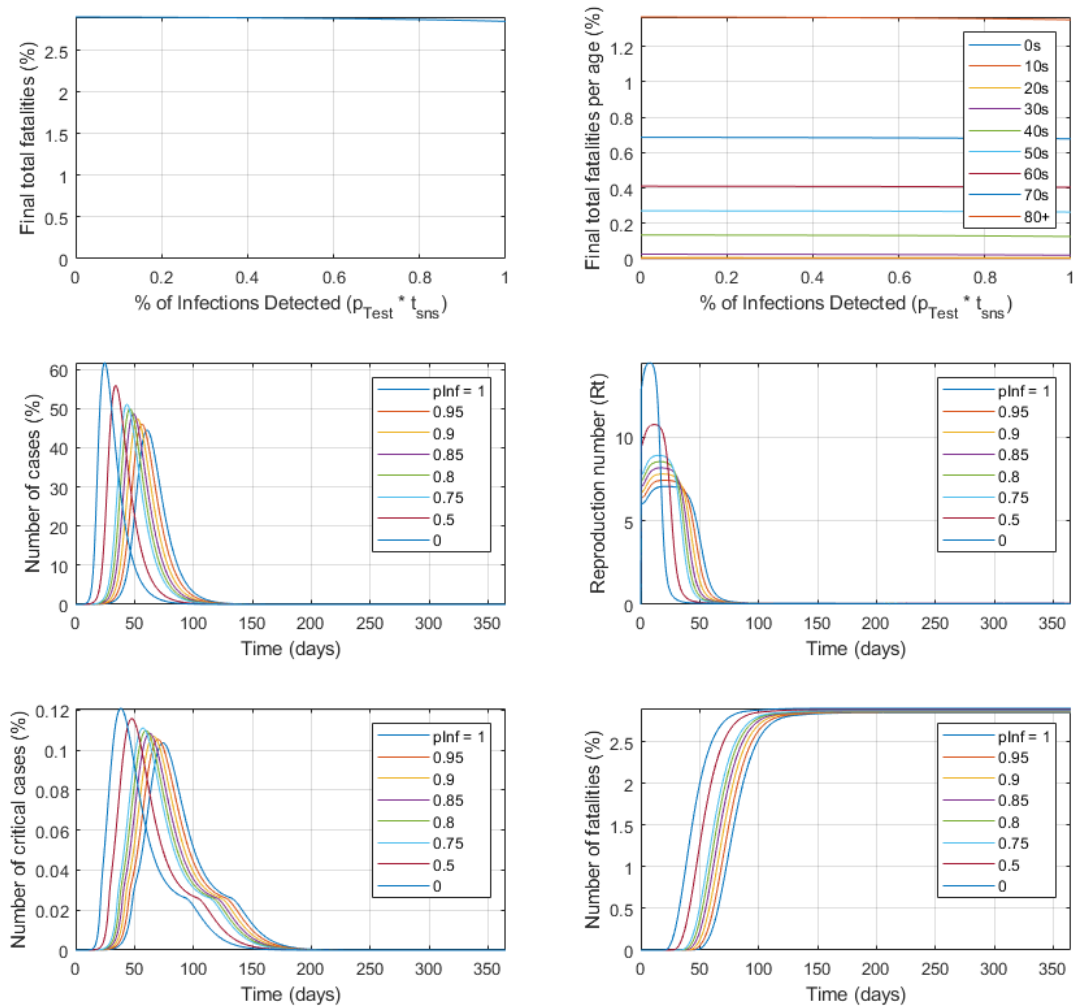 Final total fatalities (%)
2.5
2
1.5
1
0.5
0
0 0.2 0.4 0.6 0.8 1
% of Infections Detected (p_Test * t_sns)
Final total fatalities per age
1.2
1
0.8
0.6
0.4
0.2
0
0 0.2 0.4 0.6 0.8 1
% of Infections Detected (p_Test * t_sns)
0s
10s
20s
30s
40s
50s
60s
70s
80+
Number of cases (%)
60
50
40
30
20
10
0
0 50 100 150 200 250 300 350
Time (days)
pInf = 1
0.95
0.9
0.85
0.8
0.75
0.5
0
Reproduction number (Rt)
10
5
0
0 50 100 150 200 250 300 350
Time (days)
pInf = 1
0.95
0.9
0.85
0.8
0.75
0.5
0
Number of critical cases (%)
0.12
0.1
0.08
0.06
0.04
0.02
0
0 50 100 150 200 250 300 350
Time (days)
pInf = 1
0.95
0.9
0.85
0.8
0.75
0.5
0
Number of fatalities (%)
2.5
2
1.5
1
0.5
0
0 50 100 150 200 250 300 350
Time (days)
pInf = 1
0.95
0.9
0.85
0.8
0.75
0.5
0